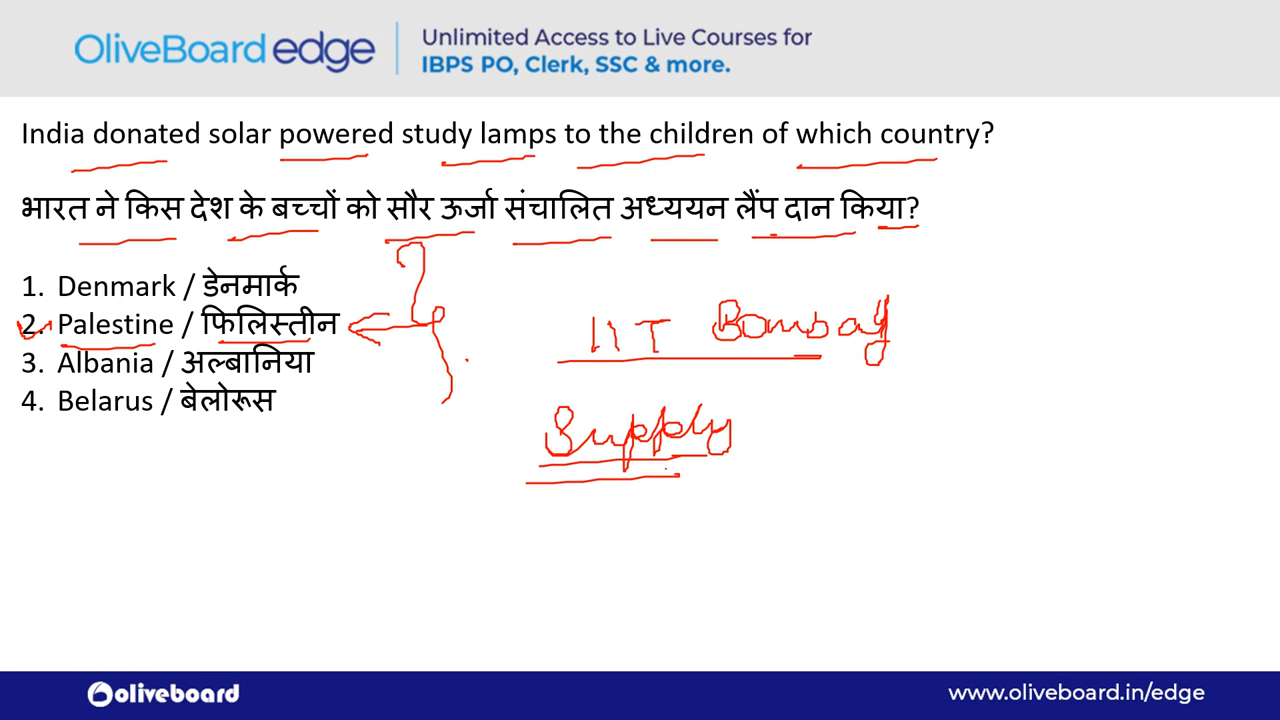 OliveBoard edge
Unlimited Access to Live Courses for
IBPS PO, Clerk, SSC & more.
India donated solar powered study lamps to the children of which country?
भारत ने किस देश के बच्चों को सौर ऊर्जा संचालित अध्ययन लैंप दान किया?
1. Denmark / डेनमार्क
2. Palestine / फिलिस्तीन
3. Albania / अल्बानिया
4. Belarus / बेलोरूस
IIT Bombay
Supply
oliveboard
www.oliveboard.in/edge